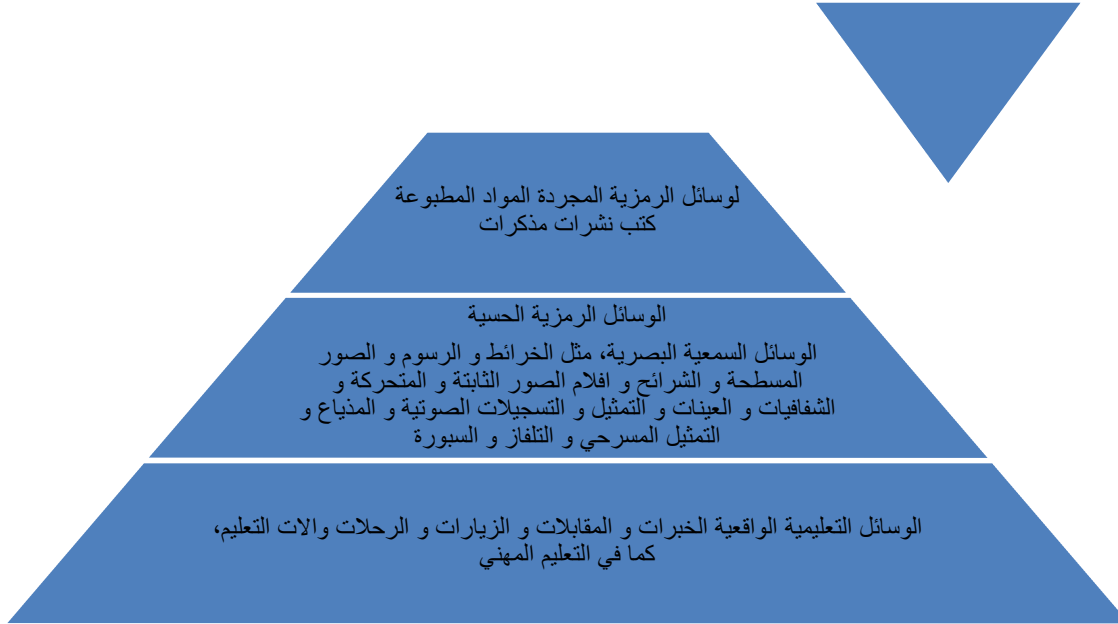 لوسائل الرمزية المجردة المواد المطبوعة
كتب نشرات مذكرات
الوسائل الرمزية الحسية
الوسائل السمعية البصرية، مثل الخرائط و الرسوم و الصور
المسطحة و الشرائح و افلام الصور الثابتة و المتحركة و
الشفافيات و العينات و التمثيل و التسجيلات الصوتية و المذياع و
التمثيل المسرحي و التلفاز و السبورة
الوسائل التعليمية الواقعية الخبرات و المقابلات و الزيارات و الرحلات والات التعليم،
كما في التعليم المهني